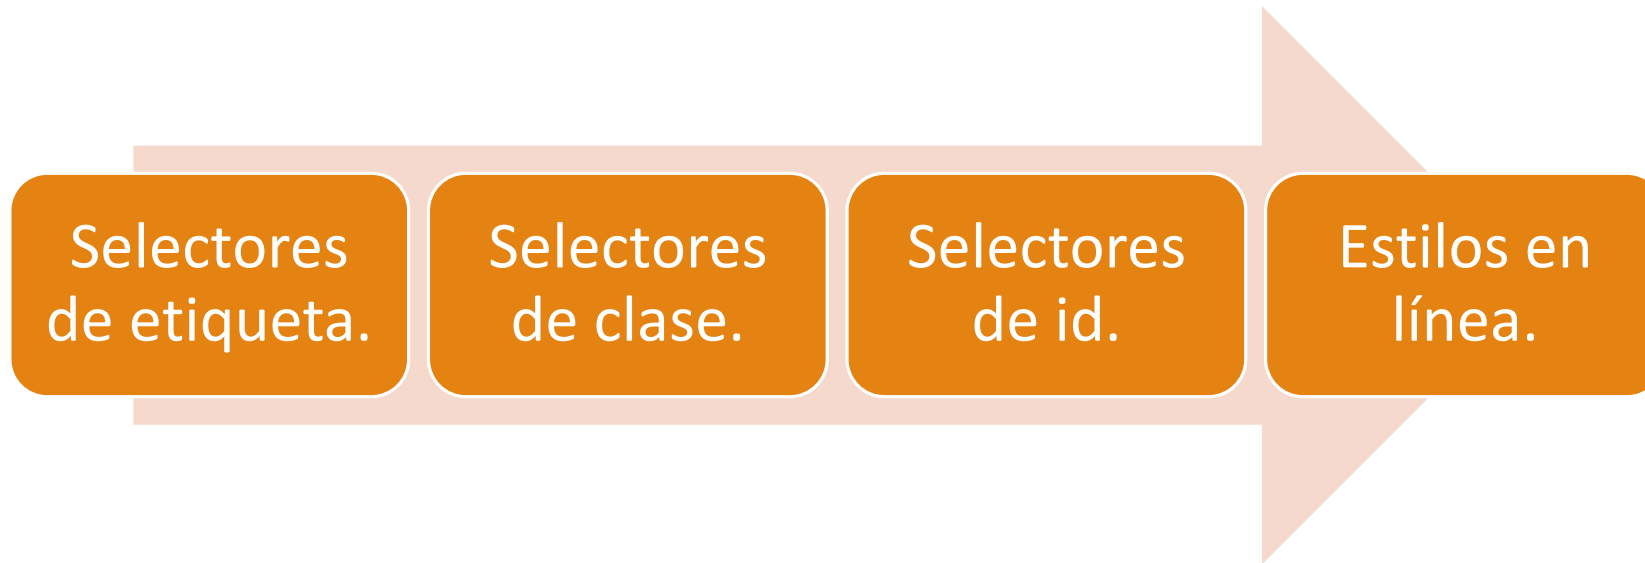 Selectores
de etiqueta.
Selectores
de clase.
Selectores
de id.
Estilos en
línea.